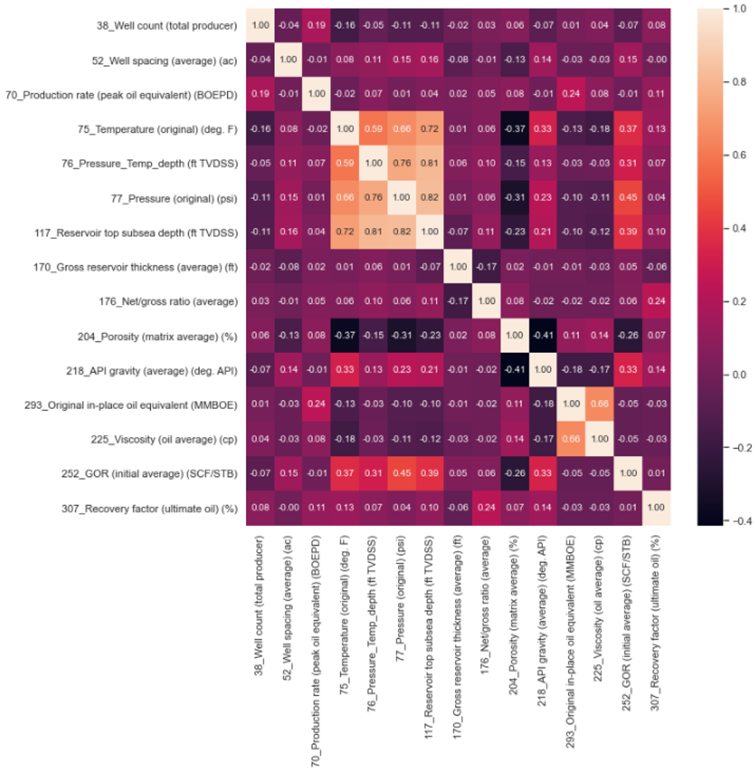 38_Well count (total producer) 1.00 -0.04 0.19 -0.16 -0.05 -0.11 -0.11 -0.02 0.03 0.06 -0.07 0.01 0.04 -0.07 0.08
52_Well spacing (average) (ac) -0.04 1.00 -0.01 0.08 0.11 0.15 0.16 -0.08 -0.01 -0.13 0.14 -0.03 -0.03 0.15 -0.00
70_Production rate (peak oil equivalent) (BOEPD) 0.19 -0.01 1.00 -0.02 0.07 0.01 0.04 0.02 0.05 0.08 -0.01 0.24 0.08 -0.01 0.11
75_Temperature (original) (deg. F) -0.16 0.08 -0.02 1.00 0.59 0.66 0.72 0.01 0.06 -0.37 0.33 -0.13 -0.18 0.37 0.13
76_Pressure_Temp_depth (ft TVDSS) -0.05 0.11 0.07 0.59 1.00 0.76 0.81 0.06 0.10 -0.15 0.13 -0.03 -0.03 0.31 0.07
77_Pressure (original) (psi) -0.11 0.15 0.01 0.66 0.76 1.00 0.82 0.01 0.06 -0.31 0.23 -0.10 -0.11 0.45 0.04
117_Reservoir top subsea depth (ft TVDSS) -0.11 0.16 0.04 0.72 0.81 0.82 1.00 -0.07 0.11 -0.23 0.21 -0.10 -0.12 0.39 0.10
170_Gross reservoir thickness (average) (ft) -0.02 -0.08 0.02 0.01 0.06 0.01 -0.07 1.00 -0.17 0.02 -0.01 -0.01 -0.03 0.05 -0.06
176_Net/gross ratio (average) 0.03 -0.01 0.05 0.06 0.10 0.06 0.11 -0.17 1.00 0.08 -0.02 -0.02 -0.02 0.06 0.24
204_Porosity (matrix average) (%) 0.06 -0.13 0.08 -0.37 -0.15 -0.31 -0.23 0.02 0.08 1.00 -0.41 0.11 0.14 -0.26 0.07
218_API gravity (average) (deg. API) -0.07 0.14 -0.01 0.33 0.13 0.23 0.21 -0.01 -0.02 -0.41 1.00 -0.18 -0.17 0.33 0.14
293_Original in-place oil equivalent (MMBOE) 0.01 -0.03 0.24 -0.13 -0.03 -0.10 -0.10 -0.01 -0.02 0.11 -0.18 1.00 0.66 -0.05 -0.03
225_Viscosity (oil average) (cp) 0.04 -0.03 0.08 -0.18 -0.03 -0.11 -0.12 -0.03 -0.02 0.14 -0.17 0.66 1.00 -0.05 -0.03
252_GOR (initial average) (SCF/STB) -0.07 0.15 -0.01 0.37 0.31 0.45 0.39 0.05 0.06 -0.26 0.33 -0.05 -0.05 1.00 0.01
307_Recovery factor (ultimate oil) (%) 0.08 -0.00 0.11 0.13 0.07 0.04 0.10 -0.06 0.24 0.07 0.14 -0.03 -0.03 0.01 1.00
38_Well count (total producer)
52_Well spacing (average) (ac)
70_Production rate (peak oil equivalent) (BOEPD)
75_Temperature (original) (deg. F)
76_Pressure_Temp_depth (ft TVDSS)
77_Pressure (original) (psi)
117_Reservoir top subsea depth (ft TVDSS)
170_Gross reservoir thickness (average) (ft)
176_Net/gross ratio (average)
204_Porosity (matrix average) (%)
218_API gravity (average) (deg. API)
293_Original in-place oil equivalent (MMBOE)
225_Viscosity (oil average) (cp)
252_GOR (initial average) (SCF/STB)
307_Recovery factor (ultimate oil) (%)
1.0
0.8
0.6
0.4
0.2
0.0
-0.2
-0.4